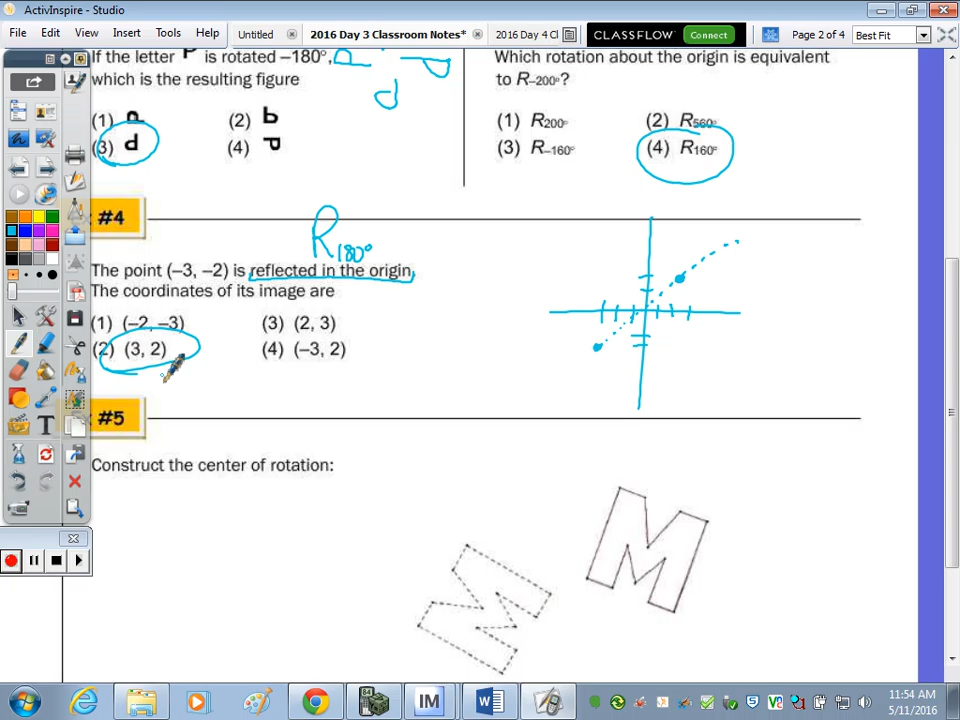 ActivInspire - Studio
File Edit View Insert Tools Help
Untitled 2016 Day 3 Classroom Notes* 2016 Day 4 Cl
CLASSFLOW Connect
Page 2 of 4 Best Fit
If the letter P is rotated –180°,
which is the resulting figure
d
(1)
(2) b
(3) d
(4)
Which rotation about the origin is equivalent
to R–200°?
(1) R200°
(2) R560°
(3) R–160°
(4) R160°
#4
R180°
The point (–3, –2) is reflected in the origin
The coordinates of its image are
(1) (–2, –3)
(3) (2, 3)
(2) (3, 2)
(4) (–3, 2)
#5
Construct the center of rotation:
M
M
84
IM
W
11:54 AM
5/11/2016